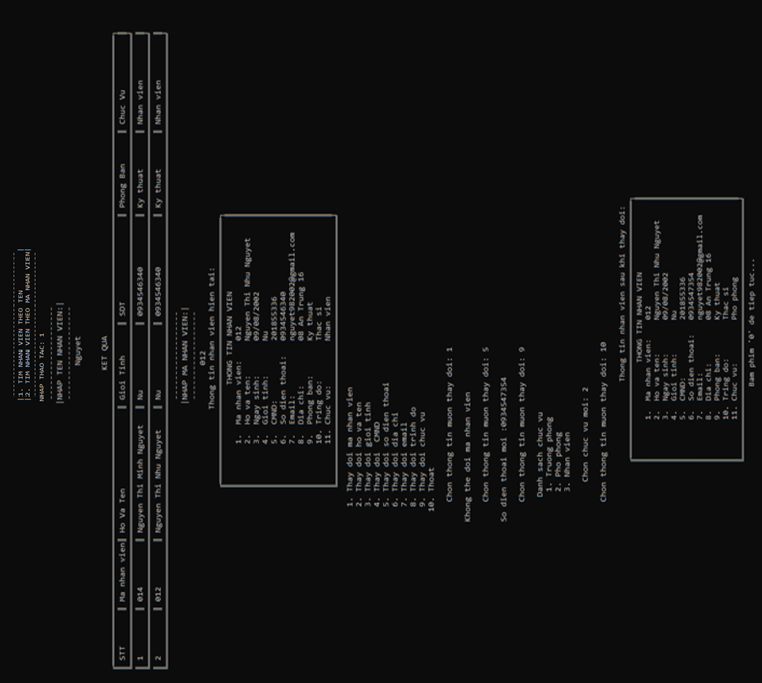 |1. TIM NHAN VIEN THEO TEN |
|2. TIM NHAN VIEN THEO MA NHAN VIEN|
NHAP THAO TAC: 1
|NHAP TEN NHAN VIEN:|
Nguyet
KET QUA
STT | Ma nhan vien| Ho Va Ten | Gioi Tinh | SDT | Phong Ban | Chuc Vu
1 | 014 | Nguyen Thi Minh Nguyet | Nu | 0934546340 | Ky thuat | Nhan vien
2 | 012 | Nguyen Thi Nhu Nguyet | Nu | 0934546340 | Ky thuat | Nhan vien
|NHAP MA NHAN VIEN:|
012
Thong tin nhan vien hien tai:
THONG TIN NHAN VIEN
1. Ma nhan vien: 012
2. Ho va ten: Nguyen Thi Nhu Nguyet
3. Ngay sinh: 09/08/2002
4. Gioi tinh: Nu
5. CMND: 201855336
6. So dien thoai: 0934546340
7. Email: nguyet982002@gmail.com
8. Dia chi: 08 An Trung 16
9. Phong ban: Ky thuat
10. Tring do: Thac si
11. Chuc vu: Nhan vien
1. Thay doi ma nhan vien
2. Thay doi ho va ten
3. Thay doi gioi tinh
4. Thay doi CMND
5. Thay doi so dien thoai
6. Thay doi dia chi
7. Thay doi email
8. Thay doi trinh do
9. Thay doi chuc vu
10. Thoat
Chon thong tin muon thay doi: 1
Khong the doi ma nhan vien
Chon thong tin muon thay doi: 5
So dien thoai moi :0934547354
Chon thong tin muon thay doi: 9
Danh sach chuc vu
1. Truong phong
2. Pho phong
3. Nhan vien
Chon chuc vu moi: 2
Chon thong tin muon thay doi: 10
Thong tin nhan vien sau khi thay doi:
THONG TIN NHAN VIEN
1. Ma nhan vien: 012
2. Ho va ten: Nguyen Thi Nhu Nguyet
3. Ngay sinh: 09/08/2002
4. Gioi tinh: Nu
5. CMND: 201855336
6. So dien thoai: 0934547354
7. Email: nguyet982002@gmail.com
8. Dia chi: 08 An Trung 16
9. Phong ban: Ky thuat
10. Tring do: Thac si
11. Chuc vu: Pho phong
Bam phim '0' de tiep tuc...